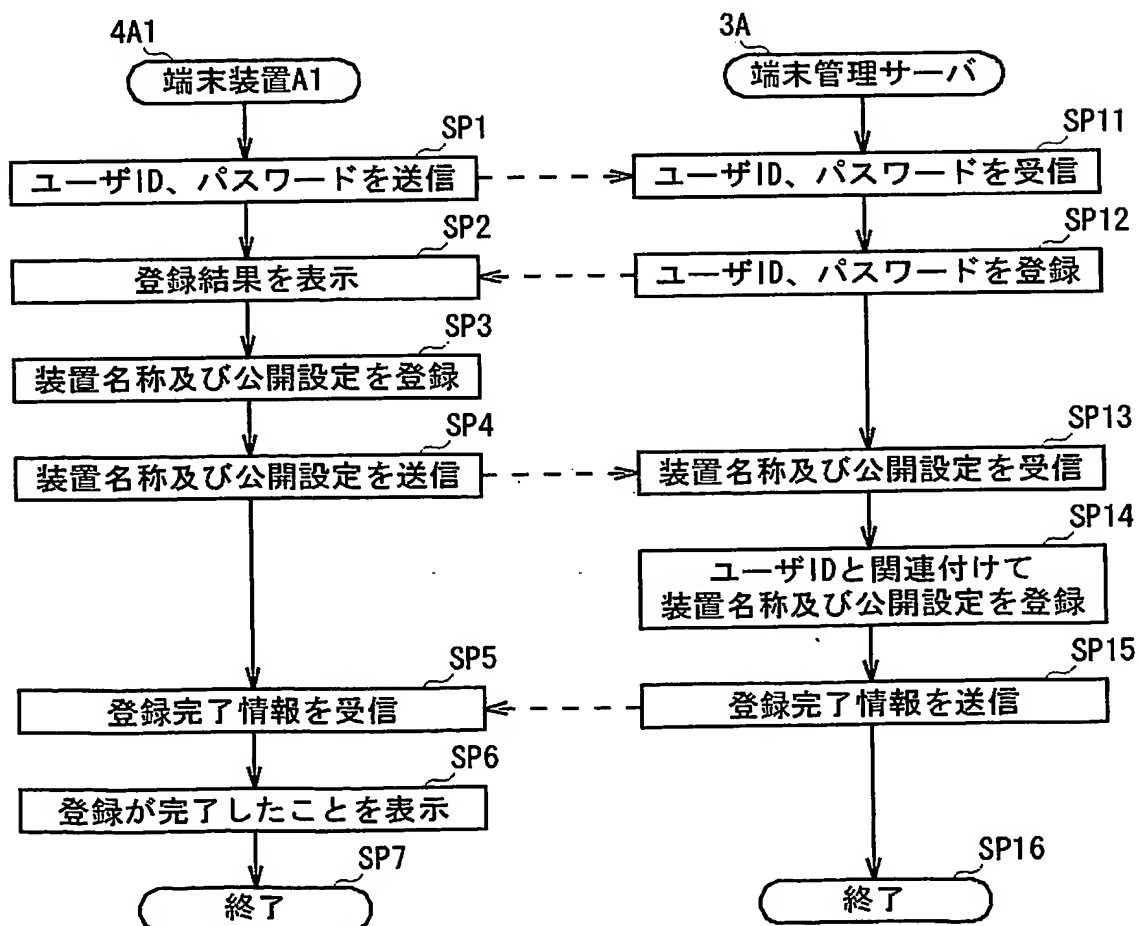 4A1
端末装置A1
3A
端末管理サーバ
SP1
ユーザID、パスワードを送信
SP11
ユーザID、パスワードを受信
SP2
登録結果を表示
SP12
ユーザID、パスワードを登録
SP3
装置名称及び公開設定を登録
SP4
装置名称及び公開設定を送信
SP13
装置名称及び公開設定を受信
SP14
ユーザIDと関連付けて
装置名称及び公開設定を登録
SP5
登録完了情報を受信
SP15
登録完了情報を送信
SP6
登録が完了したことを表示
SP7
終了
SP16
終了